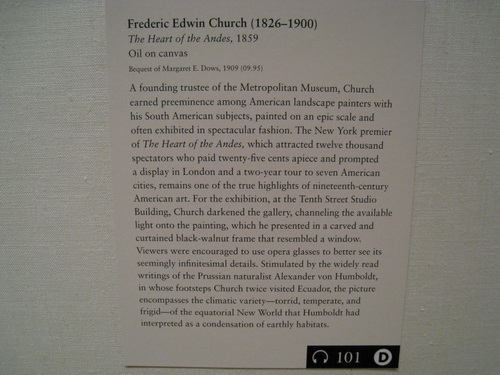 Frederic Edwin Church (1826–1900)
The Heart of the Andes, 1859
Oil on canvas
Bequest of Margaret E. Dows, 1909 (09.95)
A founding trustee of the Metropolitan Museum, Church
earned preeminence among American landscape painters with
his South American subjects, painted on an epic scale and
often exhibited in spectacular fashion. The New York premier
of The Heart of the Andes, which attracted twelve thousand
spectators who paid twenty-five cents apiece and prompted
a display in London and a two-year tour to seven American
cities, remains one of the true highlights of nineteenth-century
American art. For the exhibition, at the Tenth Street Studio
Building, Church darkened the gallery, channeling the available
light onto the painting, which he presented in a carved and
curtained black-walnut frame that resembled a window.
Viewers were encouraged to use opera glasses to better see its
seemingly infinitesimal details. Stimulated by the widely read
writings of the Prussian naturalist Alexander von Humboldt,
in whose footsteps Church twice visited Ecuador, the picture
encompasses the climatic variety—torrid, temperate, and
frigid—of the equatorial New World that Humboldt had
interpreted as a condensation of earthly habitats.
101 D